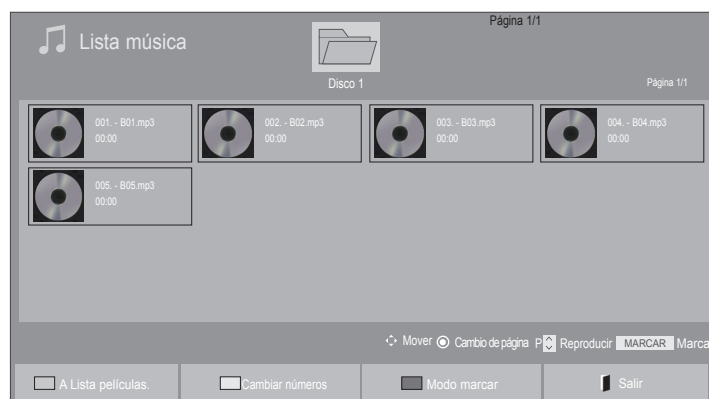 Página 1/1
Lista música
Disco 1
Página 1/1
001. - B01.mp3
00:00
002. - B02.mp3
00:00
003. - B03.mp3
00:00
004. - B04.mp3
00:00
005. - B05.mp3
00:00
Mover Cambio de página P Reproducir MARCAR Marca
A Lista películas. Cambiar números Modo marcar Salir